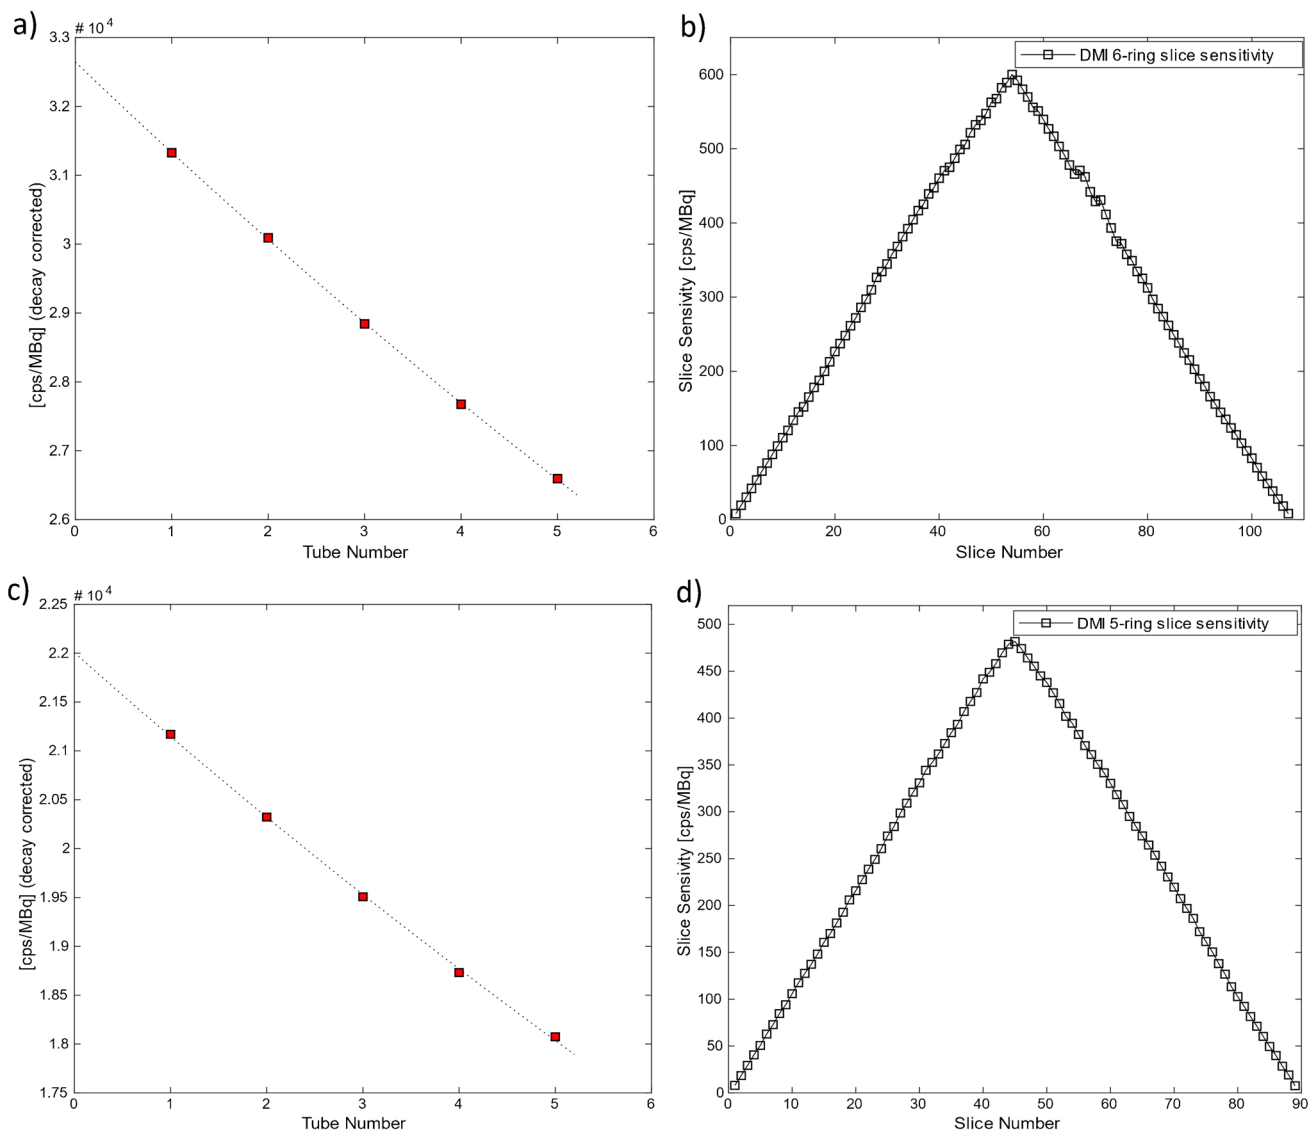 a)
# 10^4
3.3
3.2
3.1
3
2.9
2.8
2.7
2.6
[cps/MBq] (decay corrected)
0 1 2 3 4 5 6
Tube Number
b)
DMI 6-ring slice sensitivity
600
500
400
300
200
100
0
Slice Sensivity [cps/MBq]
0 20 40 60 80 100
Slice Number
c)
# 10^4
2.25
2.2
2.15
2.1
2.05
2
1.95
1.9
1.85
1.8
1.75
[cps/MBq] (decay corrected)
0 1 2 3 4 5 6
Tube Number
d)
DMI 5-ring slice sensitivity
500
450
400
350
300
250
200
150
100
50
0
Slice Sensivity [cps/MBq]
0 10 20 30 40 50 60 70 80 90
Slice Number